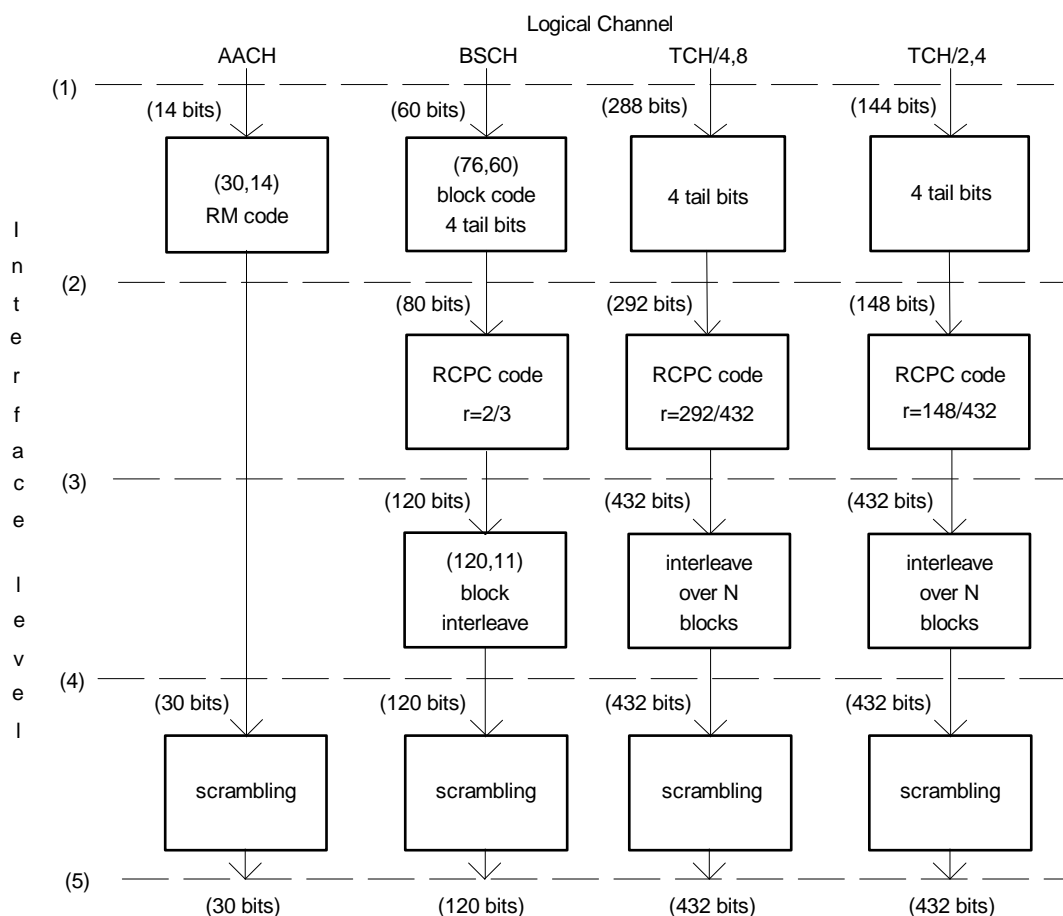 Logical Channel
AACH BSCH TCH/4,8 TCH/2,4
(1)
(14 bits) (60 bits) (288 bits) (144 bits)
(30,14)
RM code
(76,60)
block code
4 tail bits
4 tail bits
4 tail bits
(2)
(80 bits) (292 bits) (148 bits)
RCPC code
r=2/3
RCPC code
r=292/432
RCPC code
r=148/432
(3)
(120 bits) (432 bits) (432 bits)
(120,11)
block
interleave
interleave
over N
blocks
interleave
over N
blocks
(4)
(30 bits) (120 bits) (432 bits) (432 bits)
scrambling scrambling scrambling scrambling
(5)
(30 bits) (120 bits) (432 bits) (432 bits)
Interface level